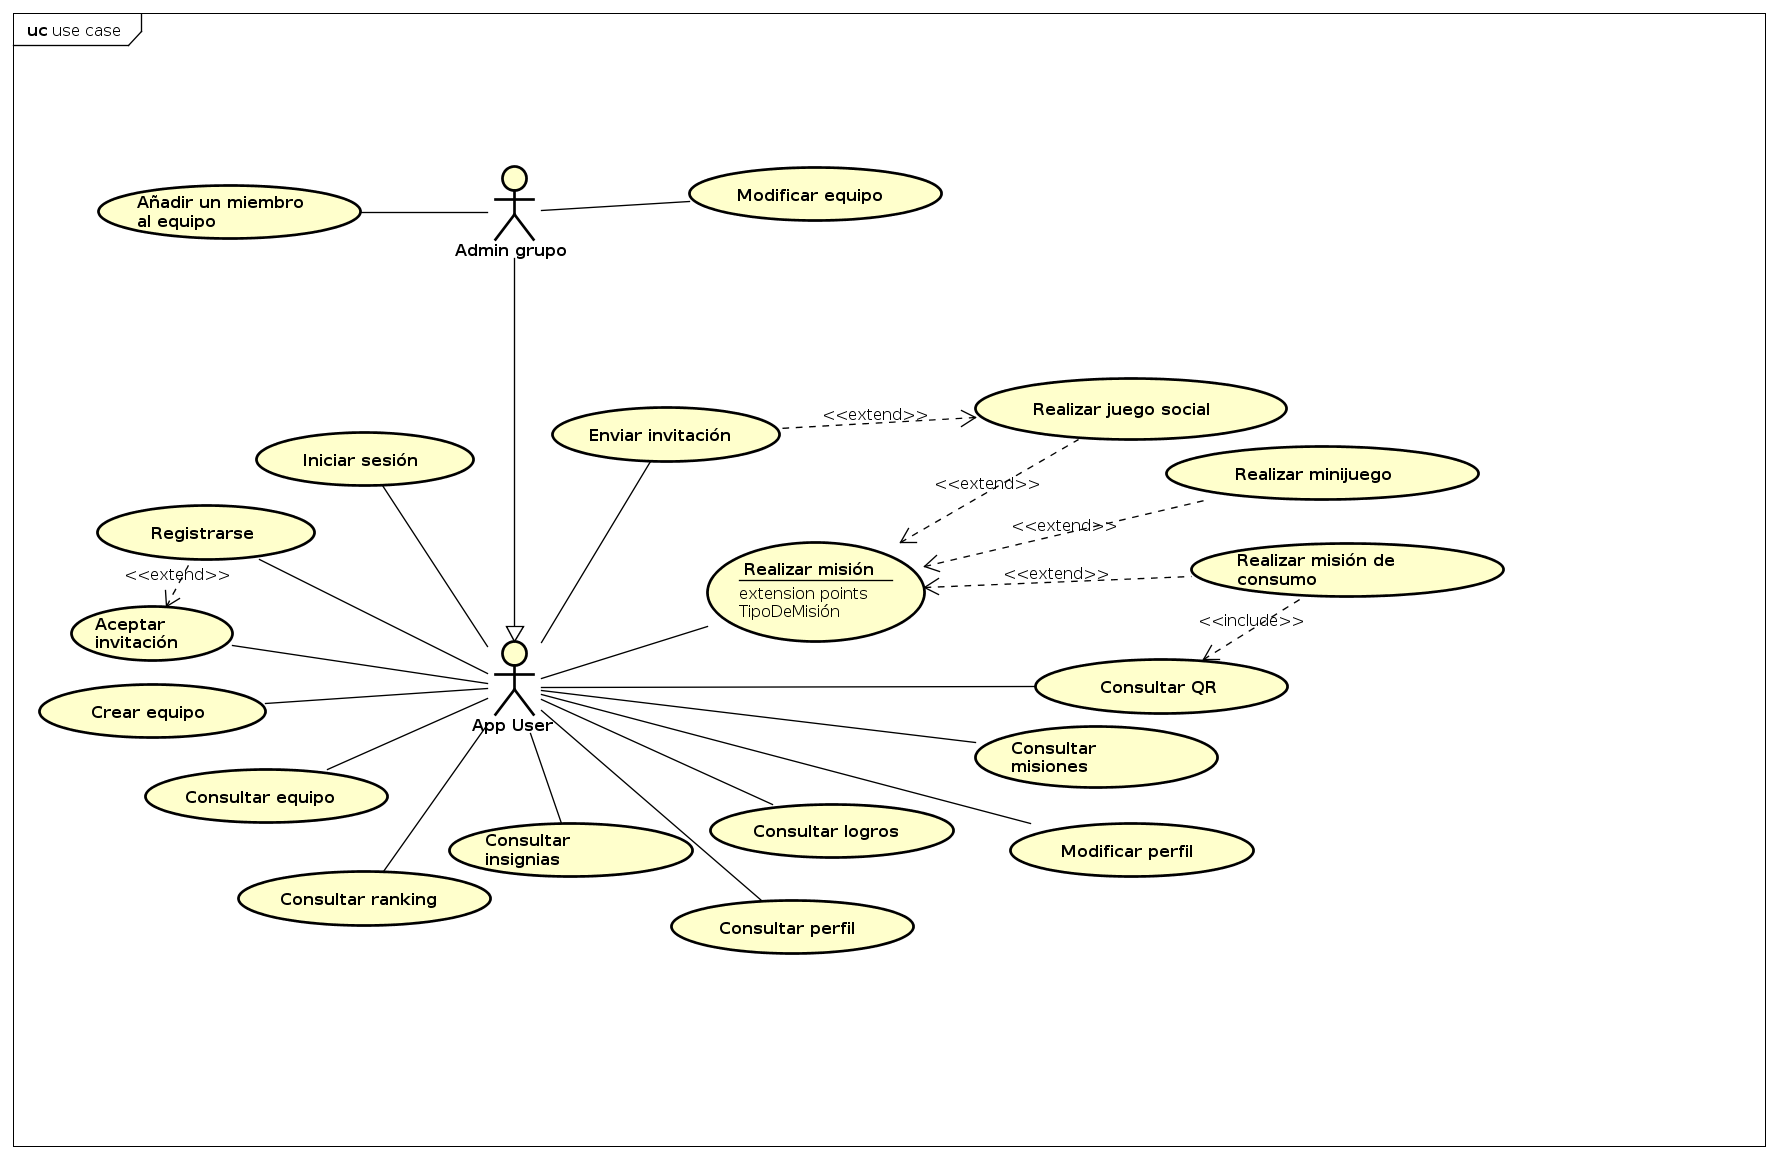 uc use case
Añadir un miembro
al equipo
Modificar equipo
Admin grupo
Realizar juego social
<<extend>>
Enviar invitación
Iniciar sesión
Realizar minijuego
<<extend>>
<<extend>>
Registrarse
Realizar misión de
consumo
<<extend>>
<<extend>>
Realizar misión
extension points
TipoDeMisión
Aceptar
invitación
<<include>>
Consultar QR
Crear equipo
App User
Consultar
misiones
Consultar equipo
Consultar logros
Consultar
insignias
Modificar perfil
Consultar ranking
Consultar perfil